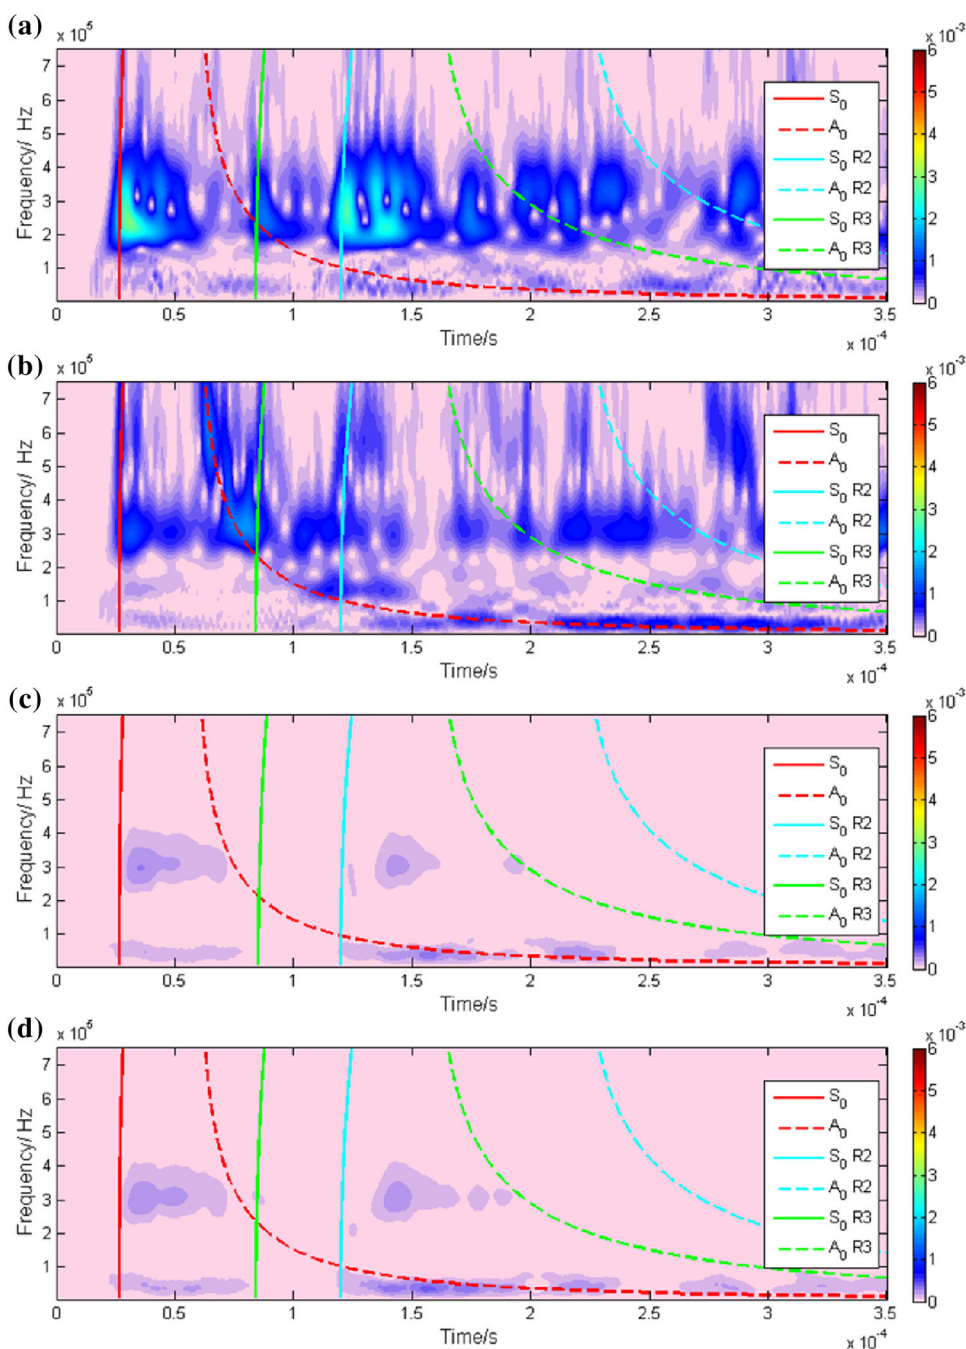 (a)
x 10⁵
7
6
5
4
3
2
1
Frequency/ Hz
0 0.5 1 1.5 2 2.5 3 3.5
Time/s
x 10⁻⁴
S₀
A₀
S₀ R2
A₀ R2
S₀ R3
A₀ R3
x 10⁻³
6
5
4
3
2
1
0
(b)
x 10⁵
7
6
5
4
3
2
1
Frequency/ Hz
0 0.5 1 1.5 2 2.5 3 3.5
Time/s
x 10⁻⁴
S₀
A₀
S₀ R2
A₀ R2
S₀ R3
A₀ R3
x 10⁻³
6
5
4
3
2
1
0
(c)
x 10⁵
7
6
5
4
3
2
1
Frequency/ Hz
0 0.5 1 1.5 2 2.5 3 3.5
Time/s
x 10⁻⁴
S₀
A₀
S₀ R2
A₀ R2
S₀ R3
A₀ R3
x 10⁻³
6
5
4
3
2
1
0
(d)
x 10⁵
7
6
5
4
3
2
1
Frequency/ Hz
0 0.5 1 1.5 2 2.5 3 3.5
Time/s
x 10⁻⁴
S₀
A₀
S₀ R2
A₀ R2
S₀ R3
A₀ R3
x 10⁻³
6
5
4
3
2
1
0